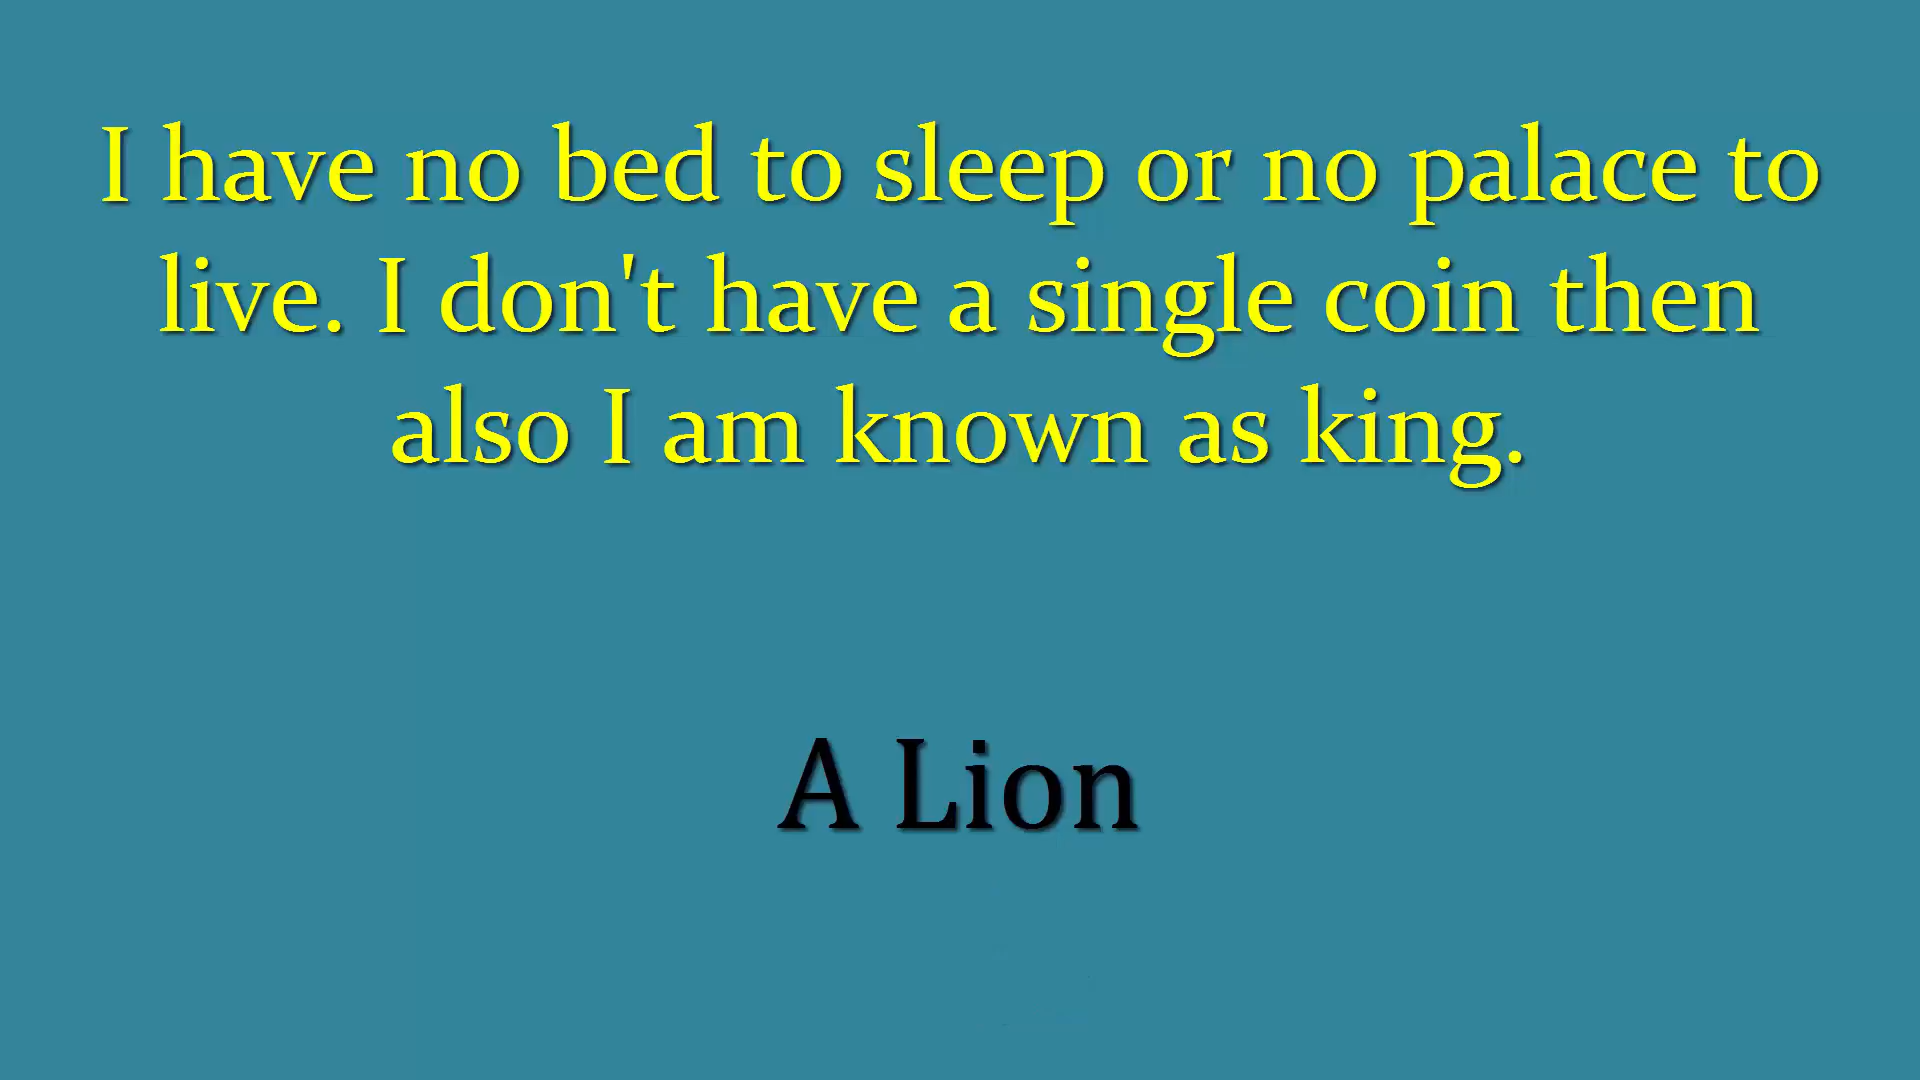 I have no bed to sleep or no palace to
live. I don't have a single coin then
also I am known as king.
A Lion